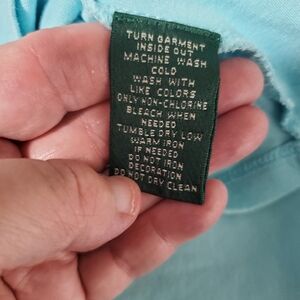 TURN GARMENT
INSIDE OUT
MACHINE WASH
COLD
WASH WITH
LIKE COLORS
ONLY NON-CHLORINE
BLEACH WHEN
NEEDED
TUMBLE DRY LOW
WARM IRON
IF NEEDED
DO NOT IRON
DECORATION
DO NOT DRY CLEAN